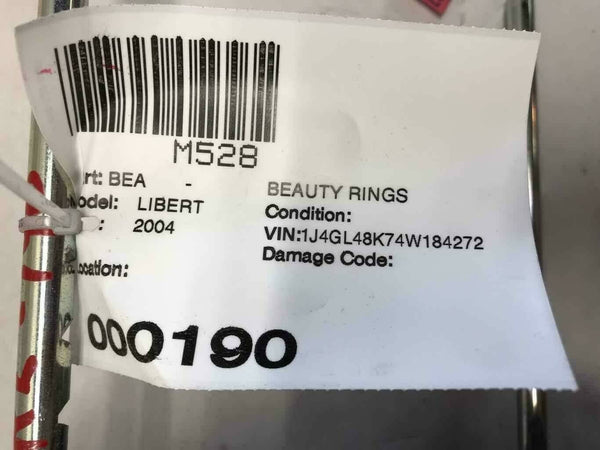 M528
rt: BEA - BEAUTY RINGS
odel: LIBERT Condition:
: 2004 VIN:1J4GL48K74W184272
Damage Code:
ocation:
000190